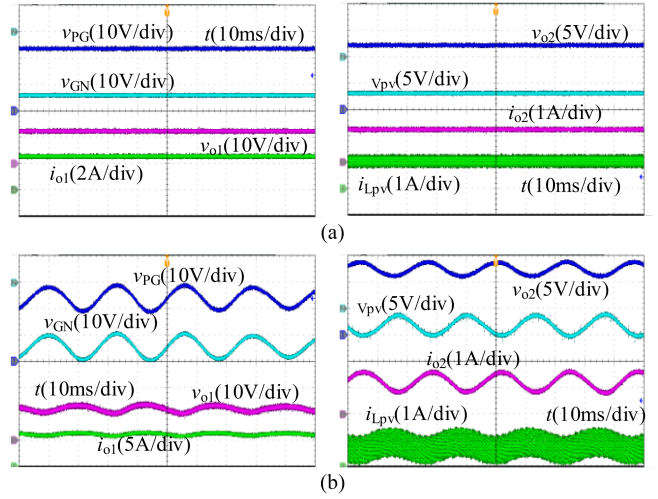 vPG(10V/div) t(10ms/div)
vGN(10V/div)
vo1(10V/div)
io1(2A/div)
vo2(5V/div)
Vpv(5V/div)
io2(1A/div)
iLpv(1A/div) t(10ms/div)
(a)
vPG(10V/div)
vGN(10V/div)
t(10ms/div) vo1(10V/div)
io1(5A/div)
vo2(5V/div)
Vpv(5V/div)
io2(1A/div)
iLpv(1A/div) t(10ms/div)
(b)